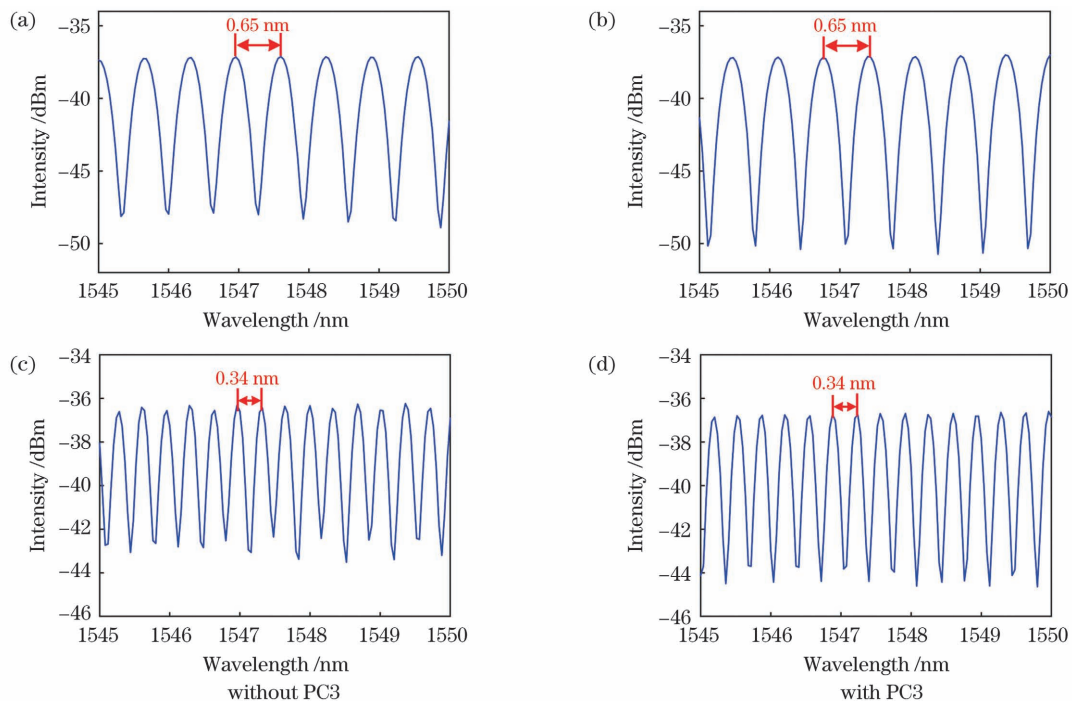 (a)
−35
−40
−45
−50
Intensity /dBm
0.65 nm
1545 1546 1547 1548 1549 1550
Wavelength /nm
(b)
−35
−40
−45
−50
Intensity /dBm
0.65 nm
1545 1546 1547 1548 1549 1550
Wavelength /nm
(c)
−34
−36
−38
−40
−42
−44
−46
Intensity /dBm
0.34 nm
1545 1546 1547 1548 1549 1550
Wavelength /nm
without PC3
(d)
−34
−36
−38
−40
−42
−44
−46
Intensity /dBm
0.34 nm
1545 1546 1547 1548 1549 1550
Wavelength /nm
with PC3